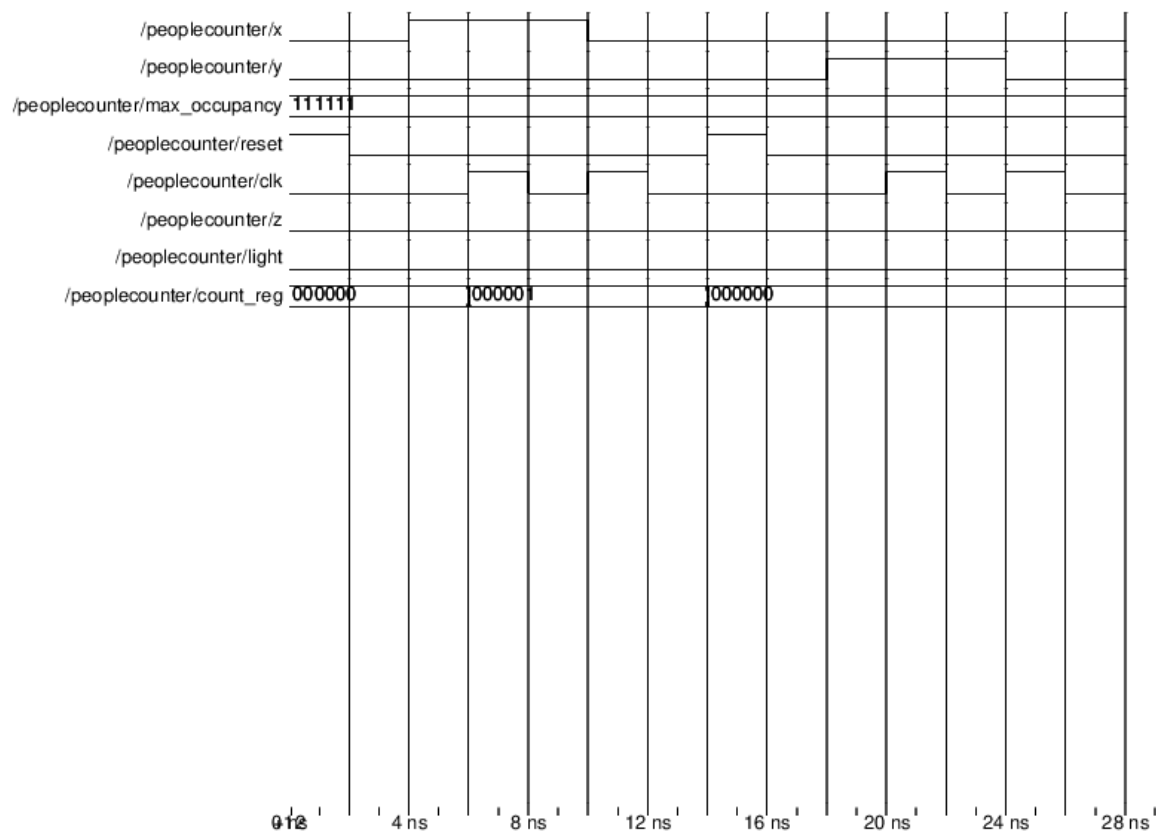 /peoplecounter/x
/peoplecounter/y
/peoplecounter/max_occupancy 111111
/peoplecounter/reset
/peoplecounter/clk
/peoplecounter/z
/peoplecounter/light
/peoplecounter/count_reg 000000 000001 000000
4 ns 8 ns 12 ns 16 ns 20 ns 24 ns 28 ns